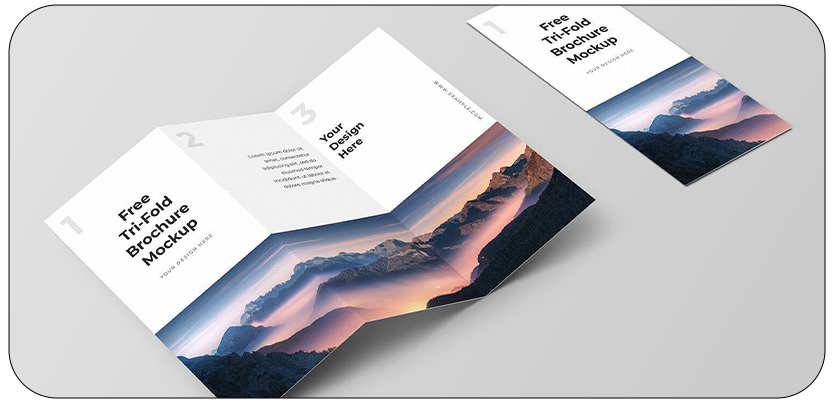 1
Free
Tri-Fold
Brochure
Mockup
YOUR DESIGN HERE
2
Lorem ipsum dolor sit
amet, consectetur
adipiscing elit, sed do
eiusmod tempor
incididunt ut labore et
dolore magna aliqua.
3
Your
Design
Here
WWW.EXAMPLE.COM
1
Free
Tri-Fold
Brochure
Mockup
YOUR DESIGN HERE